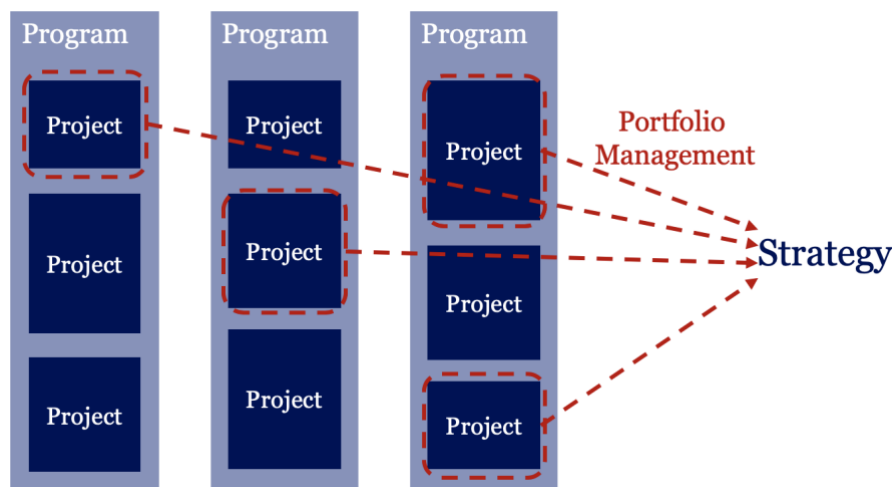 Program
Program
Program
Project
Project
Project
Portfolio
Management
Project
Project
Project
Strategy
Project
Project
Project